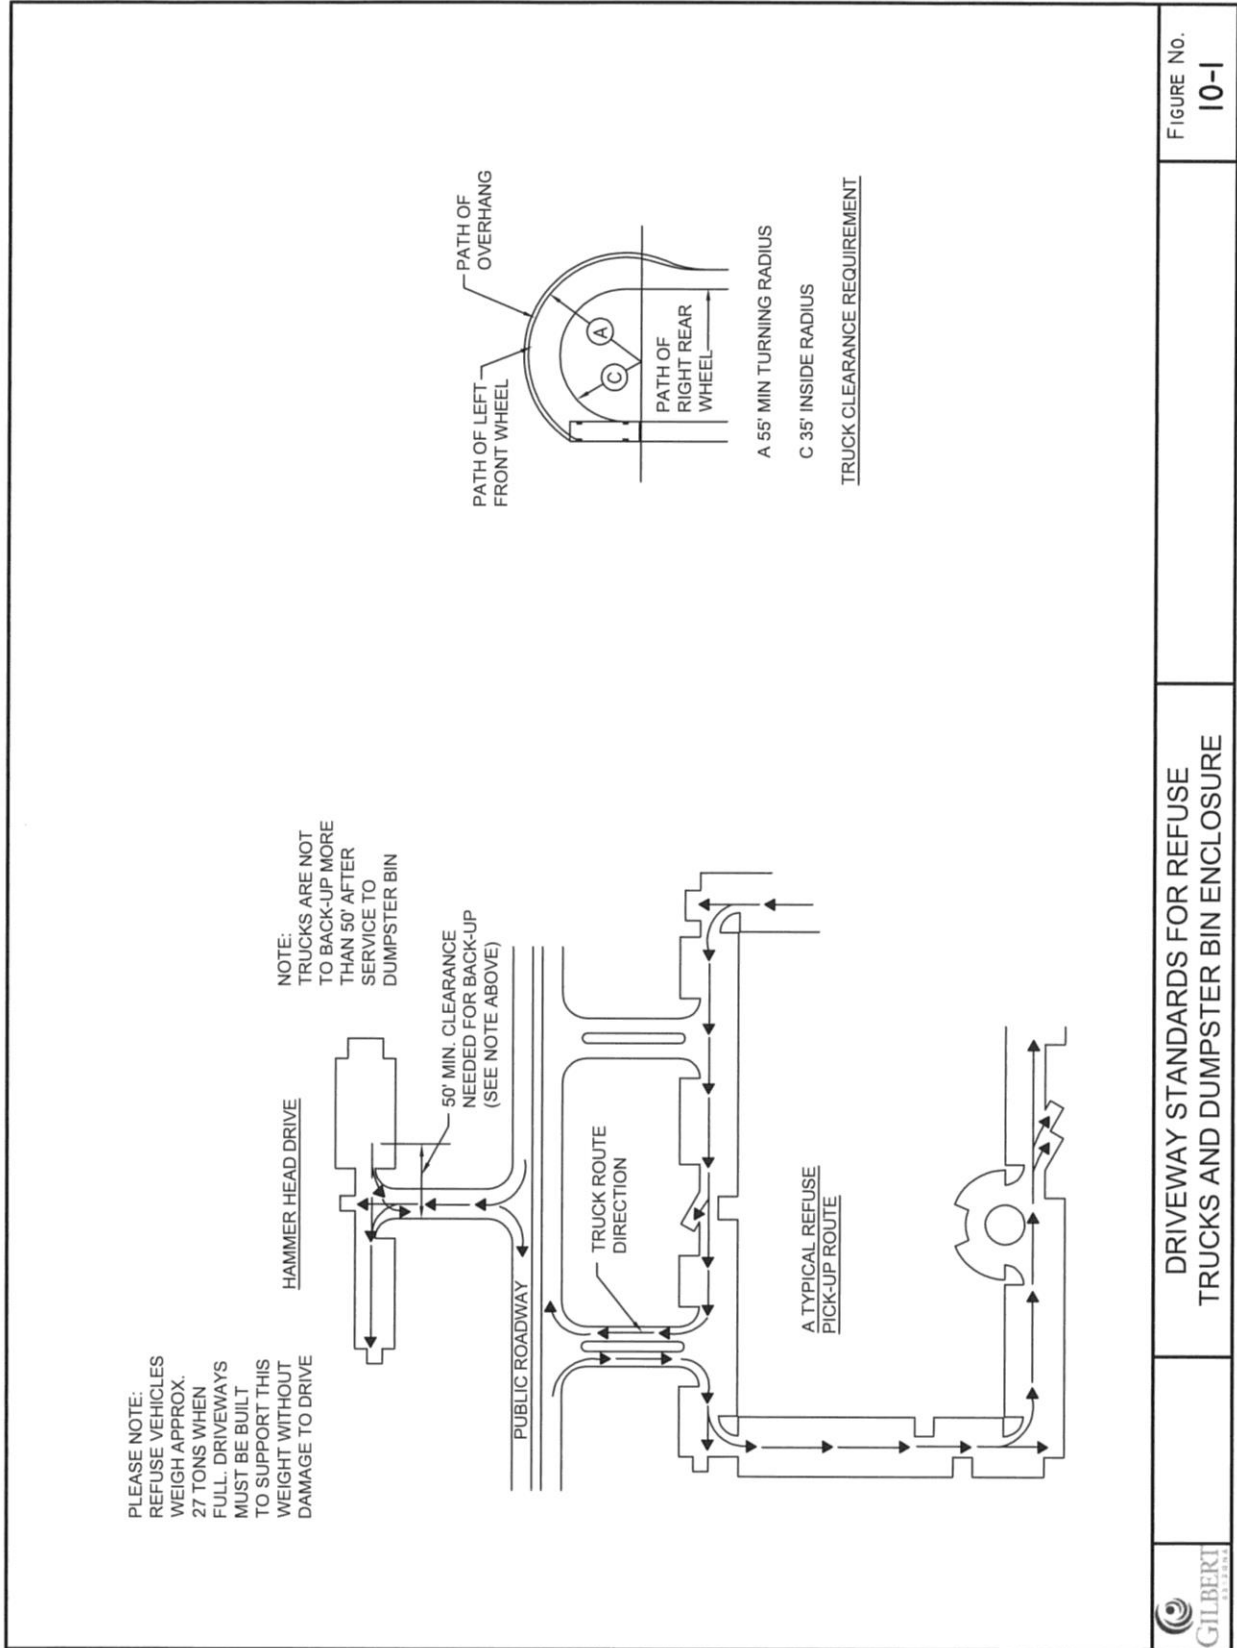 PLEASE NOTE:
REFUSE VEHICLES
WEIGH APPROX.
27 TONS WHEN
FULL. DRIVEWAYS
MUST BE BUILT
TO SUPPORT THIS
WEIGHT WITHOUT
DAMAGE TO DRIVE
HAMMER HEAD DRIVE
NOTE:
TRUCKS ARE NOT
TO BACK-UP MORE
THAN 50' AFTER
SERVICE TO
DUMPSTER BIN
50' MIN. CLEARANCE
NEEDED FOR BACK-UP
(SEE NOTE ABOVE)
PUBLIC ROADWAY
TRUCK ROUTE
DIRECTION
A TYPICAL REFUSE
PICK-UP ROUTE
PATH OF LEFT
FRONT WHEEL
PATH OF
OVERHANG
A
C
PATH OF
RIGHT REAR
WHEEL
A 55' MIN TURNING RADIUS
C 35' INSIDE RADIUS
TRUCK CLEARANCE REQUIREMENT
GILBERT
ARIZONA
DRIVEWAY STANDARDS FOR REFUSE
TRUCKS AND DUMPSTER BIN ENCLOSURE
FIGURE NO.
10-1